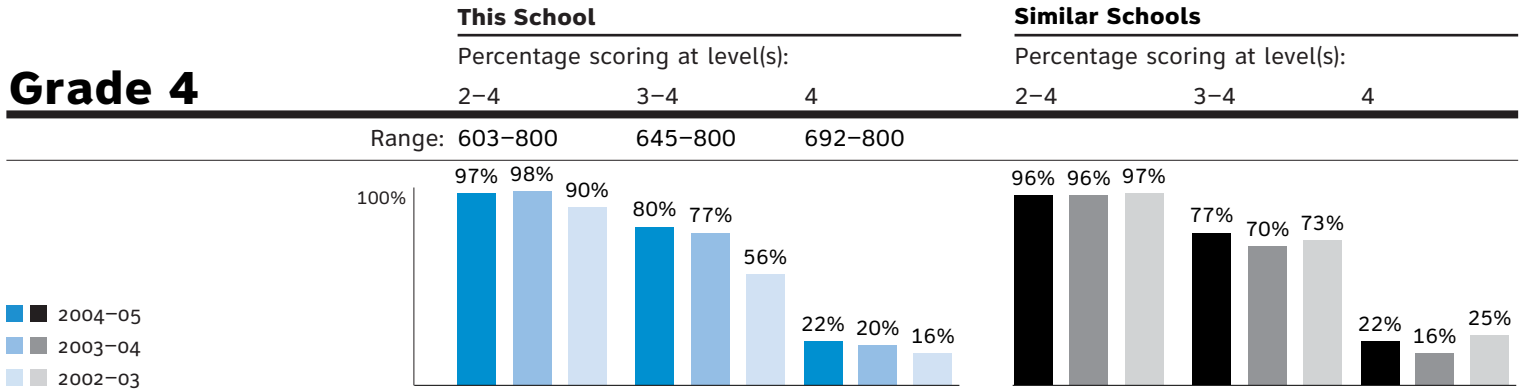 This School Similar Schools
Percentage scoring at level(s): Percentage scoring at level(s):
Grade 4 2–4 3–4 4 2–4 3–4 4
Range: 603–800 645–800 692–800
97% 98% 90% 80% 77% 56% 22% 20% 16% 96% 96% 97% 77% 70% 73% 22% 16% 25%
100%
2004–05
2003–04
2002–03